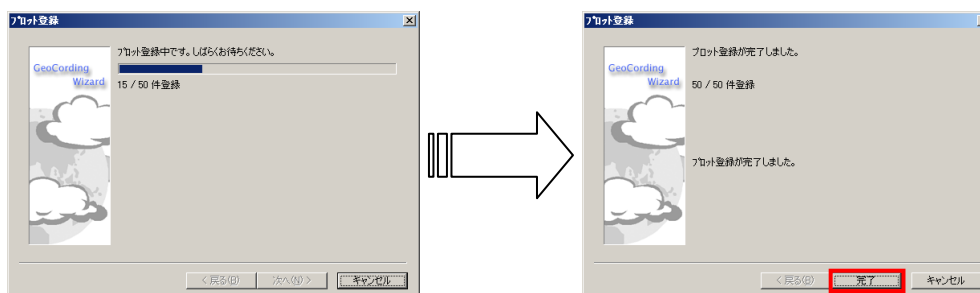 プロット登録
プロット登録中です。しばらくお待ちください。
GeoCording
Wizard
15 / 50 件登録
< 戻る(B)
次へ(N) >
キャンセル
プロット登録
プロット登録が完了しました。
GeoCording
Wizard
50 / 50 件登録
プロット登録が完了しました。
< 戻る(B)
完了
キャンセル